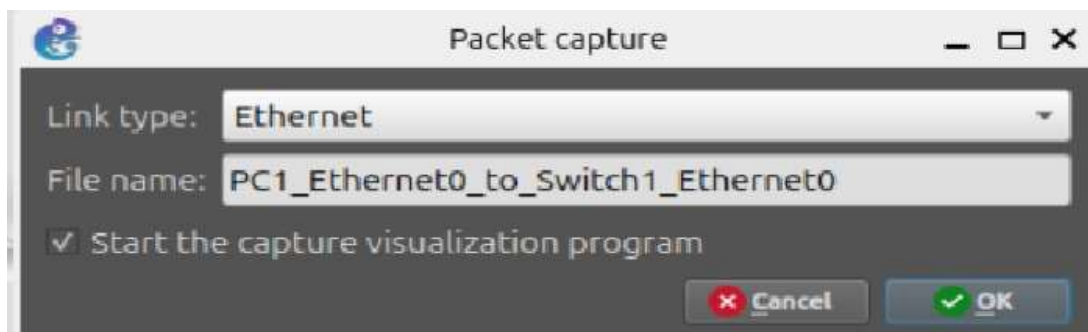 Packet capture
Link type: Ethernet
File name: PC1_Ethernet0_to_Switch1_Ethernet0
Start the capture visualization program
Cancel OK